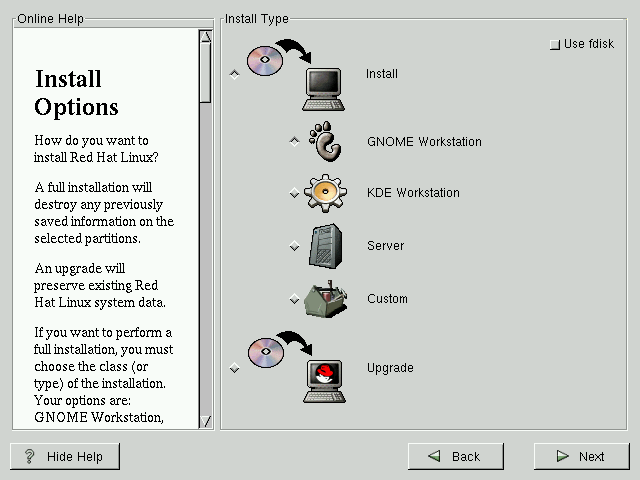 Online Help
Install
Options
How do you want to
install Red Hat Linux?
A full installation will
destroy any previously
saved information on the
selected partitions.
An upgrade will
preserve existing Red
Hat Linux system data.
If you want to perform a
full installation, you must
choose the class (or
type) of the installation.
Your options are:
GNOME Workstation,
Install Type
Use fdisk
Install
GNOME Workstation
KDE Workstation
Server
Custom
Upgrade
? Hide Help
Back
Next